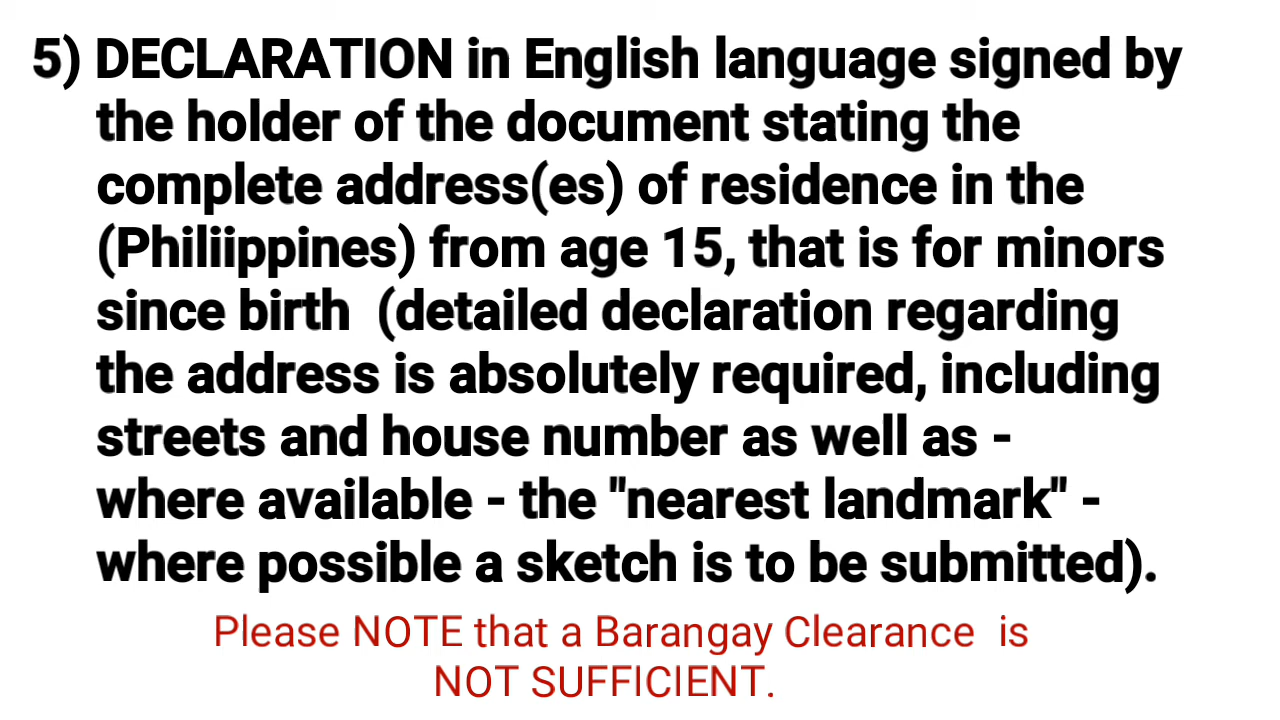 5) DECLARATION in English language signed by
the holder of the document stating the
complete address(es) of residence in the
(Philiippines) from age 15, that is for minors
since birth (detailed declaration regarding
the address is absolutely required, including
streets and house number as well as -
where available - the "nearest landmark" -
where possible a sketch is to be submitted).
Please NOTE that a Barangay Clearance is
NOT SUFFICIENT.